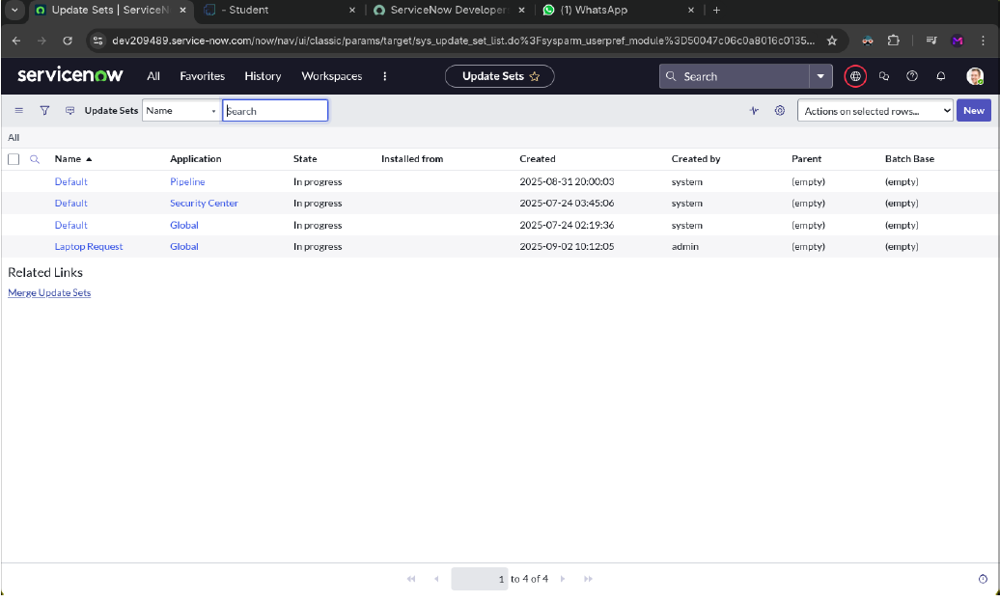 Update Sets | ServiceN
- Student
ServiceNow Developer
(1) WhatsApp
dev209489.service-now.com/now/nav/ui/classic/params/target/sys_update_set_list.do%3Fsysparm_userpref_module%3D50047c06c0a8016c0135...
servicenow All Favorites History Workspaces Update Sets Search
Update Sets Name Search Actions on selected rows... New
All
Name Application State Installed from Created Created by Parent Batch Base
Default Pipeline In progress 2025-08-31 20:00:03 system (empty) (empty)
Default Security Center In progress 2025-07-24 03:45:06 system (empty) (empty)
Default Global In progress 2025-07-24 02:19:36 system (empty) (empty)
Laptop Request Global In progress 2025-09-02 10:12:05 admin (empty) (empty)
Related Links
Merge Update Sets
1 to 4 of 4